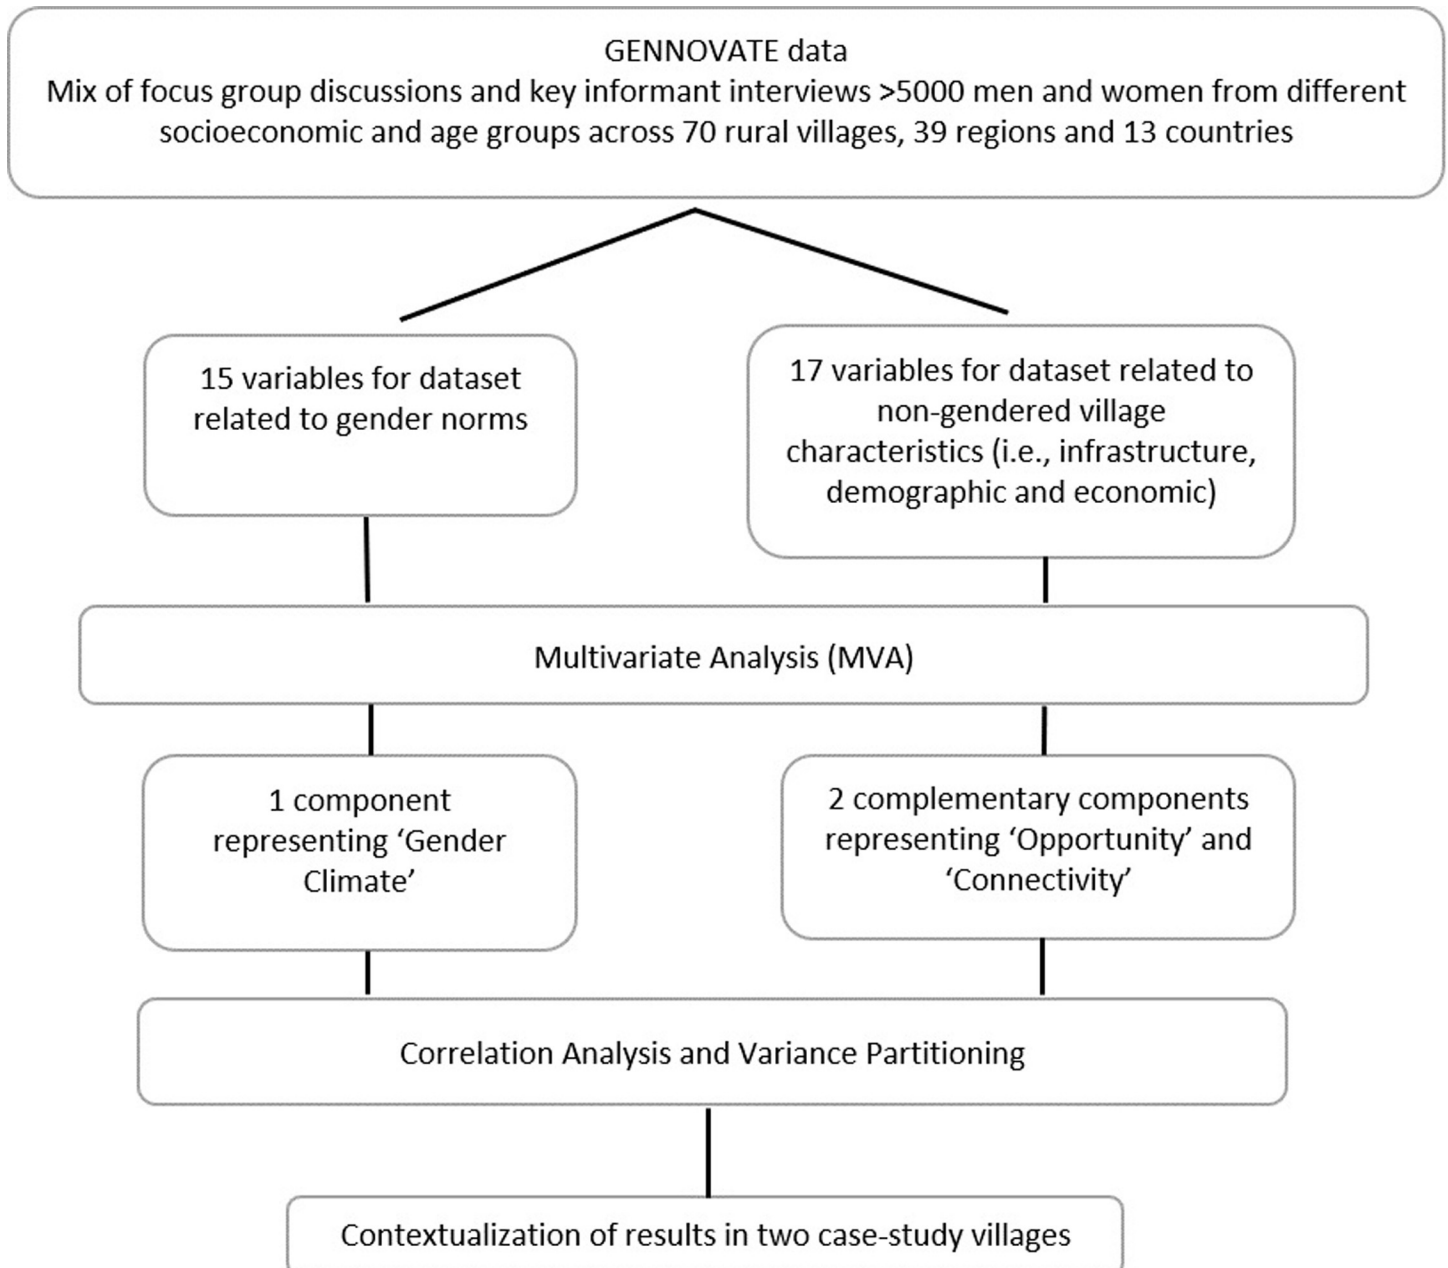 GENNOVATE data
Mix of focus group discussions and key informant interviews >5000 men and women from different
socioeconomic and age groups across 70 rural villages, 39 regions and 13 countries
15 variables for dataset
related to gender norms
17 variables for dataset related to
non-gendered village
characteristics (i.e., infrastructure,
demographic and economic)
Multivariate Analysis (MVA)
1 component
representing ‘Gender
Climate’
2 complementary components
representing ‘Opportunity’ and
‘Connectivity’
Correlation Analysis and Variance Partitioning
Contextualization of results in two case-study villages